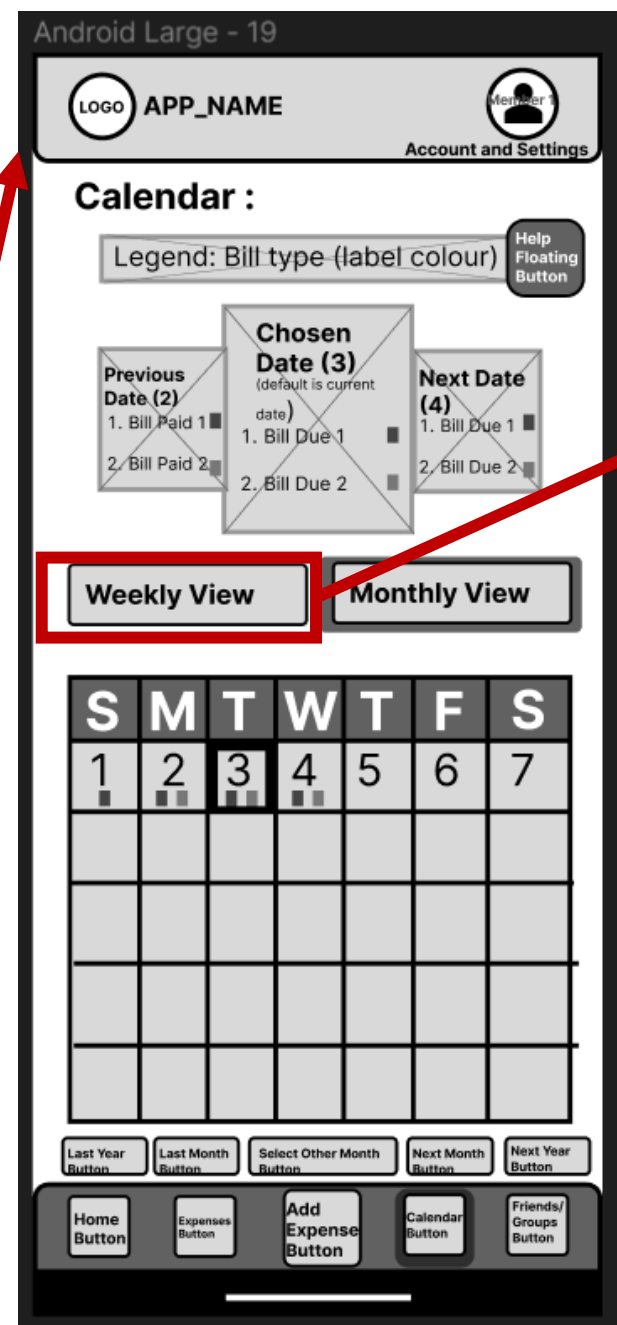 Android Large - 19
LOGO
APP_NAME
Member 1
Account and Settings
Calendar :
Legend: Bill type (label colour)
Help
Floating
Button
Previous
Date (2)
1. Bill Paid 1
2. Bill Paid 2
Chosen
Date (3)
(default is current
date)
1. Bill Due 1
2. Bill Due 2
Next Date
(4)
1. Bill Due 1
2. Bill Due 2
Weekly View
Monthly View
S M T W T F S
1 2 3 4 5 6 7
Last Year
Button
Last Month
Button
Select Other Month
Button
Next Month
Button
Next Year
Button
Home
Button
Expenses
Button
Add
Expense
Button
Calendar
Button
Friends/
Groups
Button